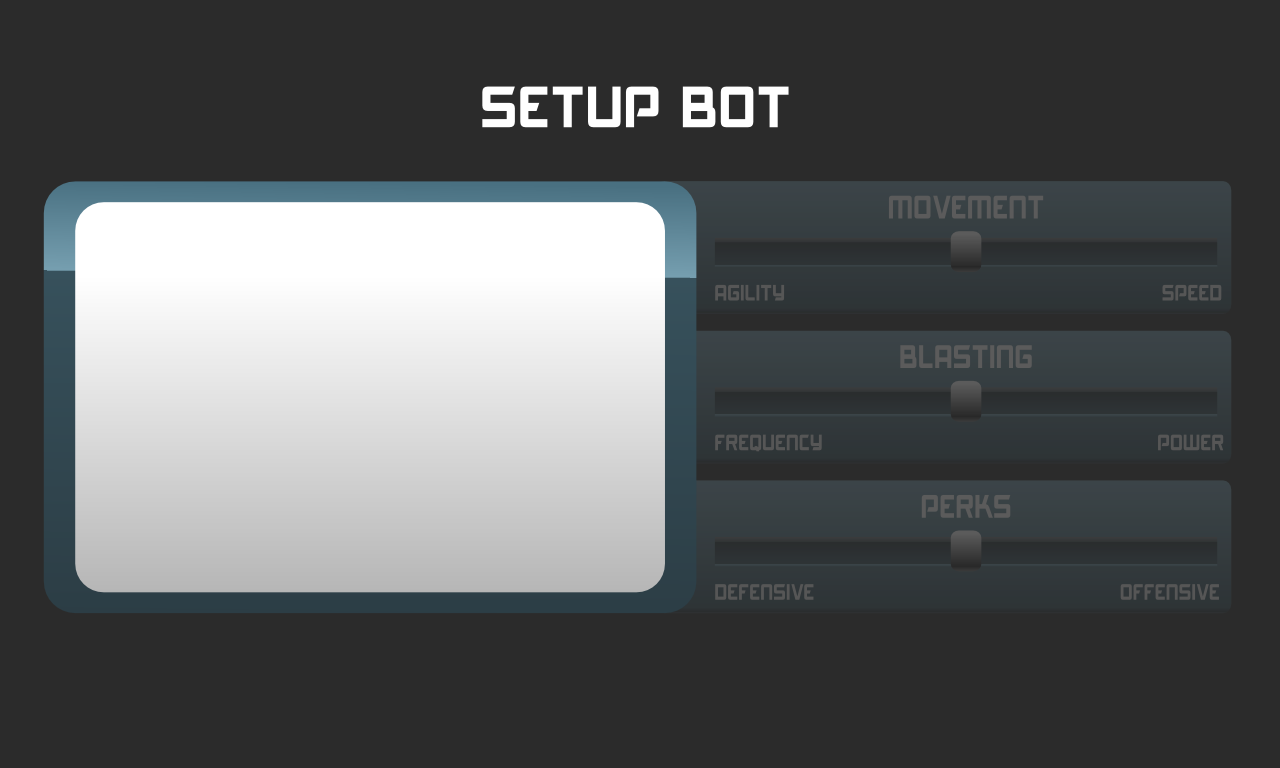 SETUP BOT
MOVEMENT
AGILITY SPEED
BLASTING
FREQUENCY POWER
PERKS
DEFENSIVE OFFENSIVE